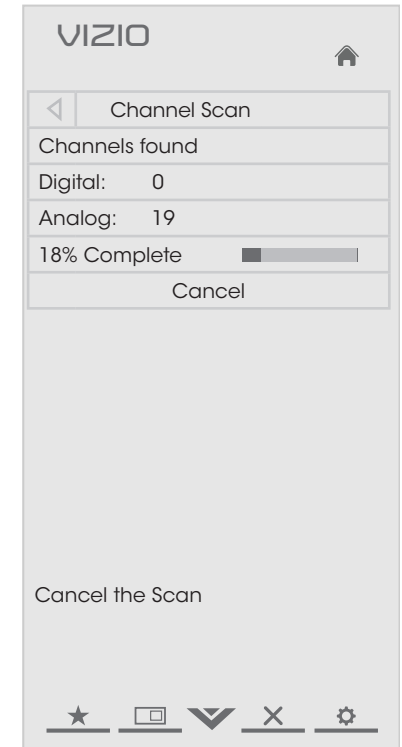 VIZIO
Channel Scan
Channels found
Digital: 0
Analog: 19
18% Complete
Cancel
Cancel the Scan